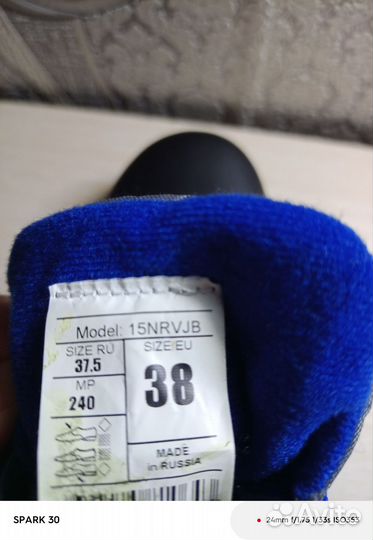 Model: 15NRVJB
SIZE RU
37.5
SIZE EU
38
MP
240
MADE
in RUSSIA
SPARK 30
24mm f/1.75 1/33s ISO353
Avito